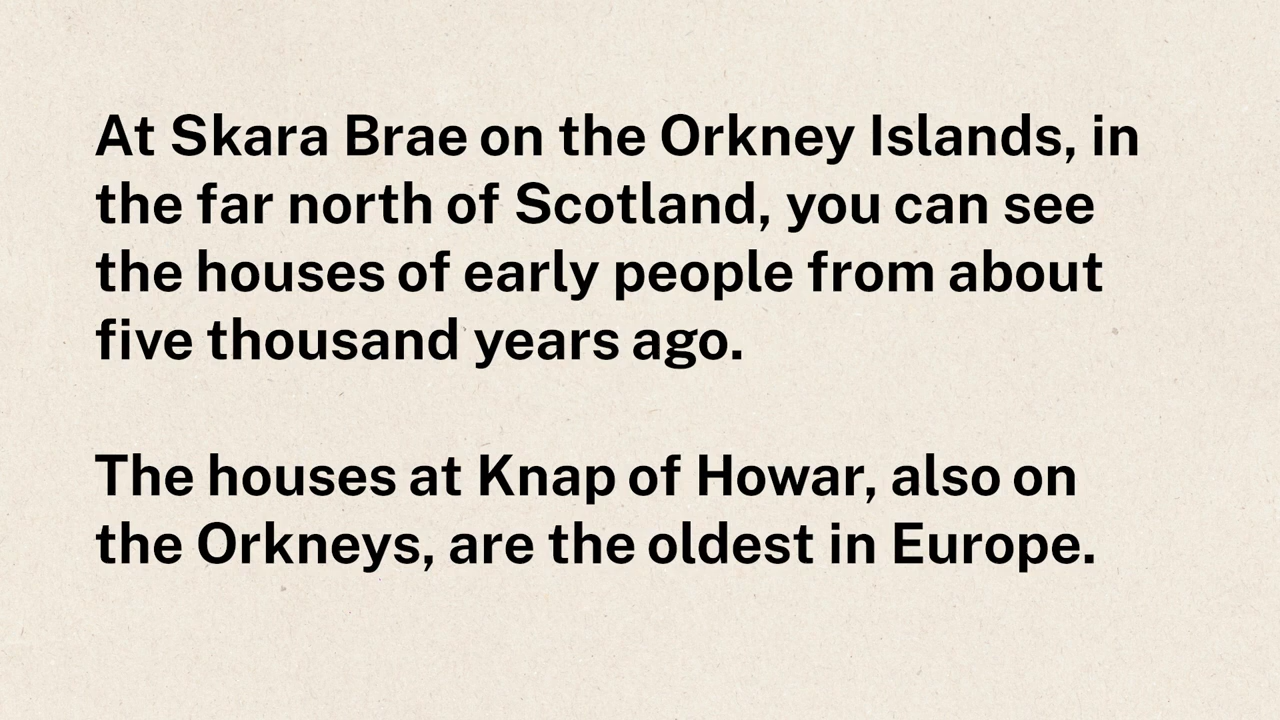 At Skara Brae on the Orkney Islands, in
the far north of Scotland, you can see
the houses of early people from about
five thousand years ago.
The houses at Knap of Howar, also on
the Orkneys, are the oldest in Europe.